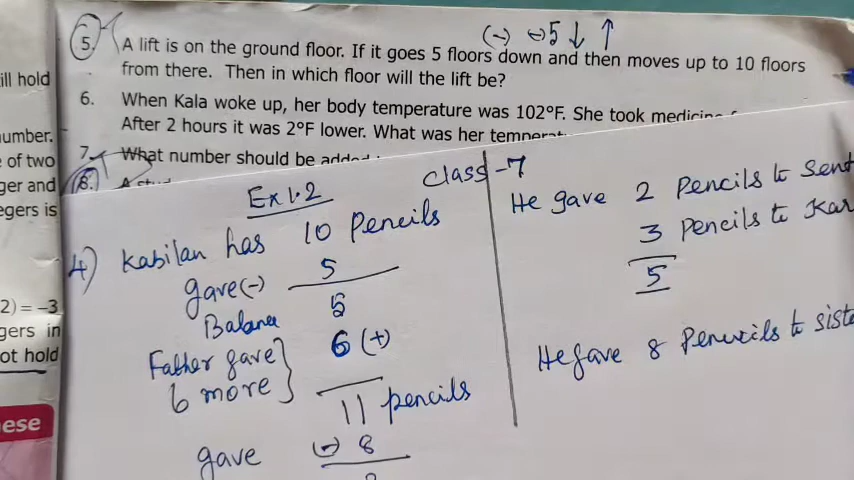 (-) (-)5 ↓ ↑
5. A lift is on the ground floor. If it goes 5 floors down and then moves up to 10 floors
from there. Then in which floor will the lift be?
6. When Kala woke up, her body temperature was 102°F. She took medicine
After 2 hours it was 2°F lower. What was her
7. What number should be added
8. A
ill hold
umber.
e of two
ger and
egers is
2) = –3
gers in
ot hold
ese
Ex 1.2
Class - 7
4) Kabilan has 10 Pencils
gave (-) 5
Balance 5
Father gave } 6 (+)
6 more
11 pencils
gave (-) 8
He gave 2 Pencils to Sent
3 Pencils to Kar
5
He gave 8 Pencils to siste